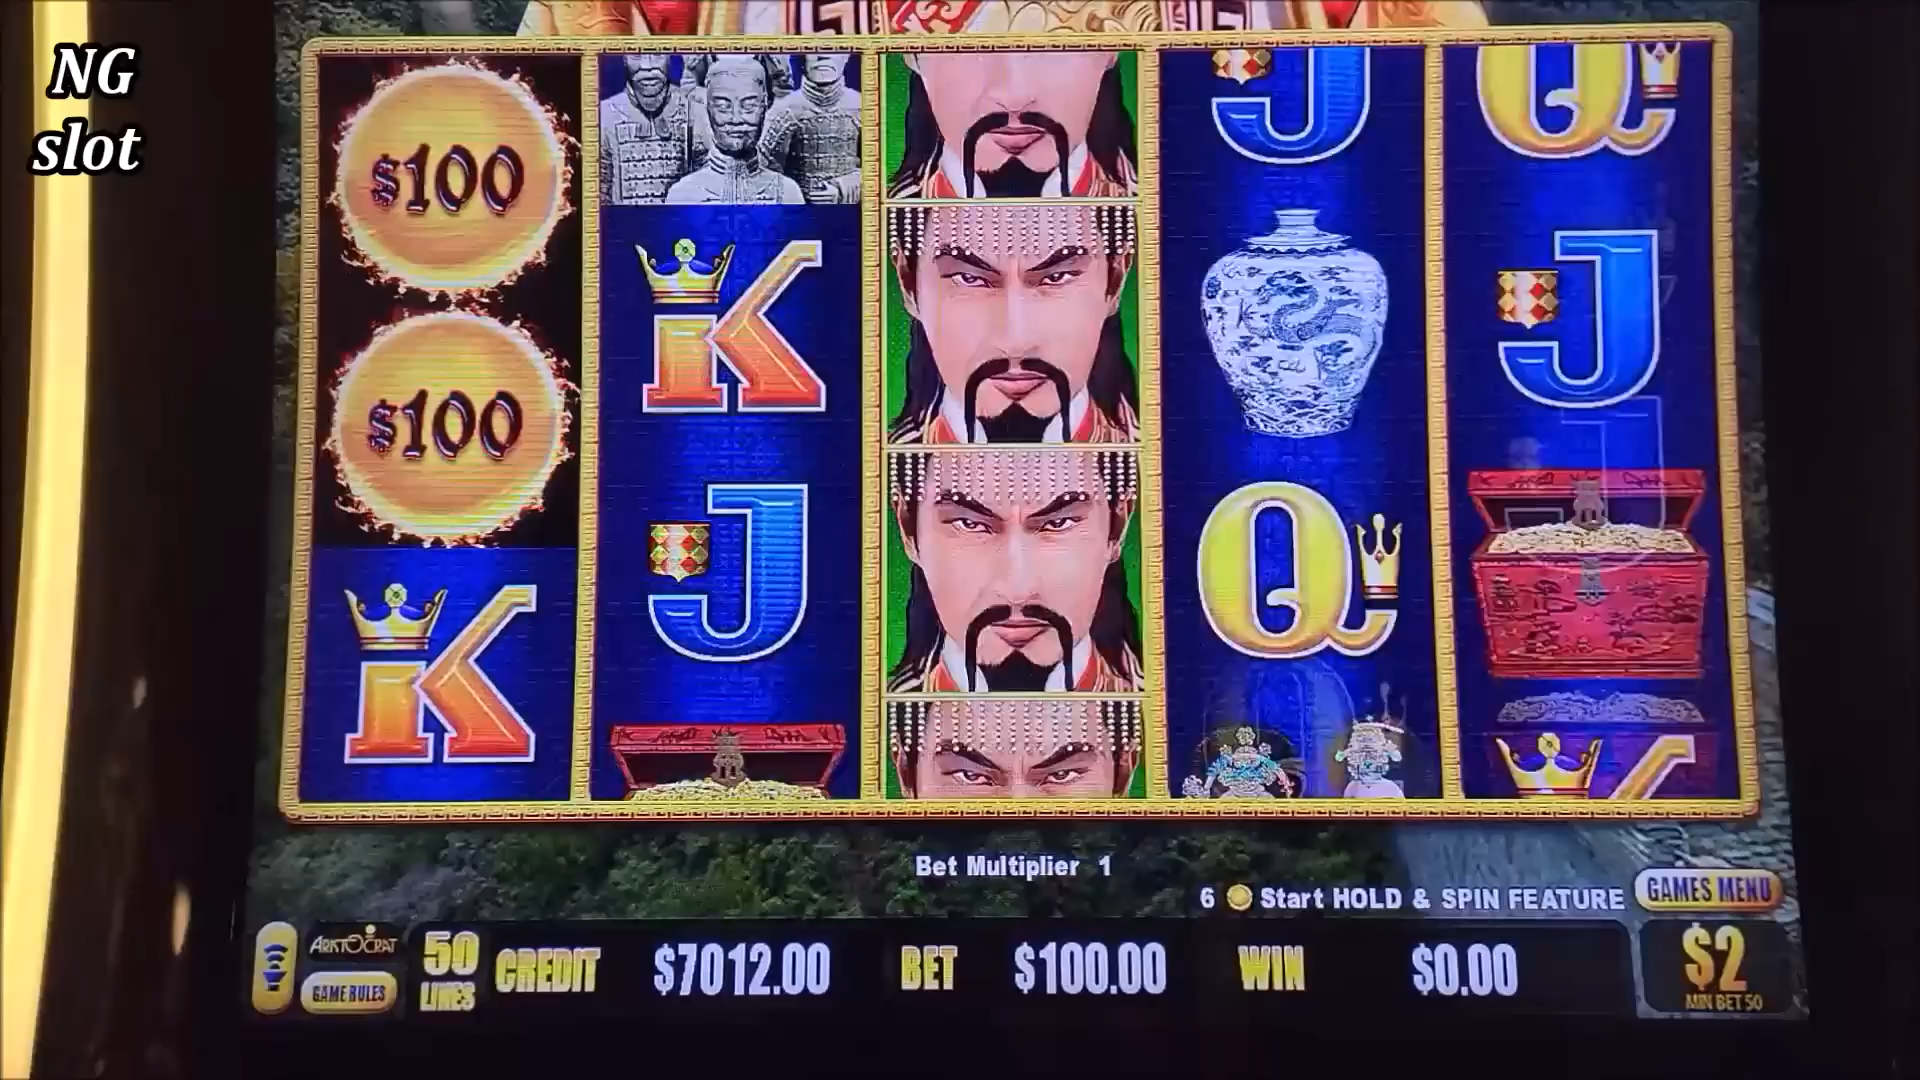 NG
slot
$100
J
Q
K
J
$100
J
Q
K
K
Bet Multiplier 1
6 Start HOLD & SPIN FEATURE
GAMES MENU
ARISTOCRAT
GAME RULES
50
LINES
CREDIT $7012.00 BET $100.00 WIN $0.00
$2
MIN BET 50